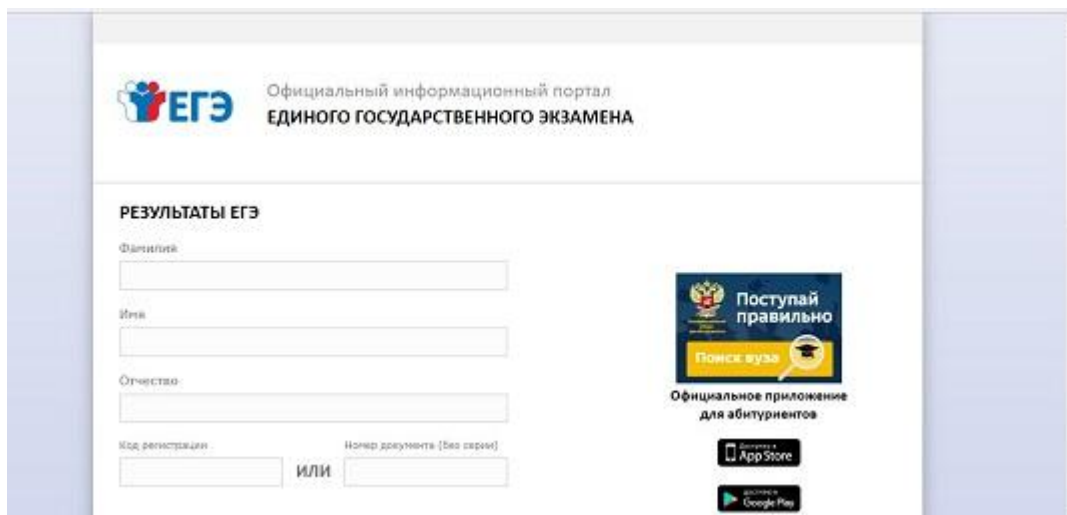 ЕГЭ
Официальный информационный портал
ЕДИНОГО ГОСУДАРСТВЕННОГО ЭКЗАМЕНА
РЕЗУЛЬТАТЫ ЕГЭ
Фамилия
Имя
Отчество
Код регистрации
ИЛИ
Номер документа (без серии)
Поступай
правильно
Поиск вуза
Официальное приложение
для абитуриентов
App Store
Google Play